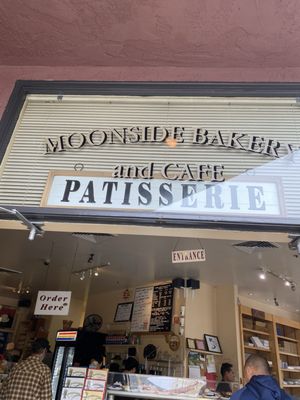 MOONSIDE BAKERY
and CAFE
PATISSERIE
ENTRANCE
Order Here